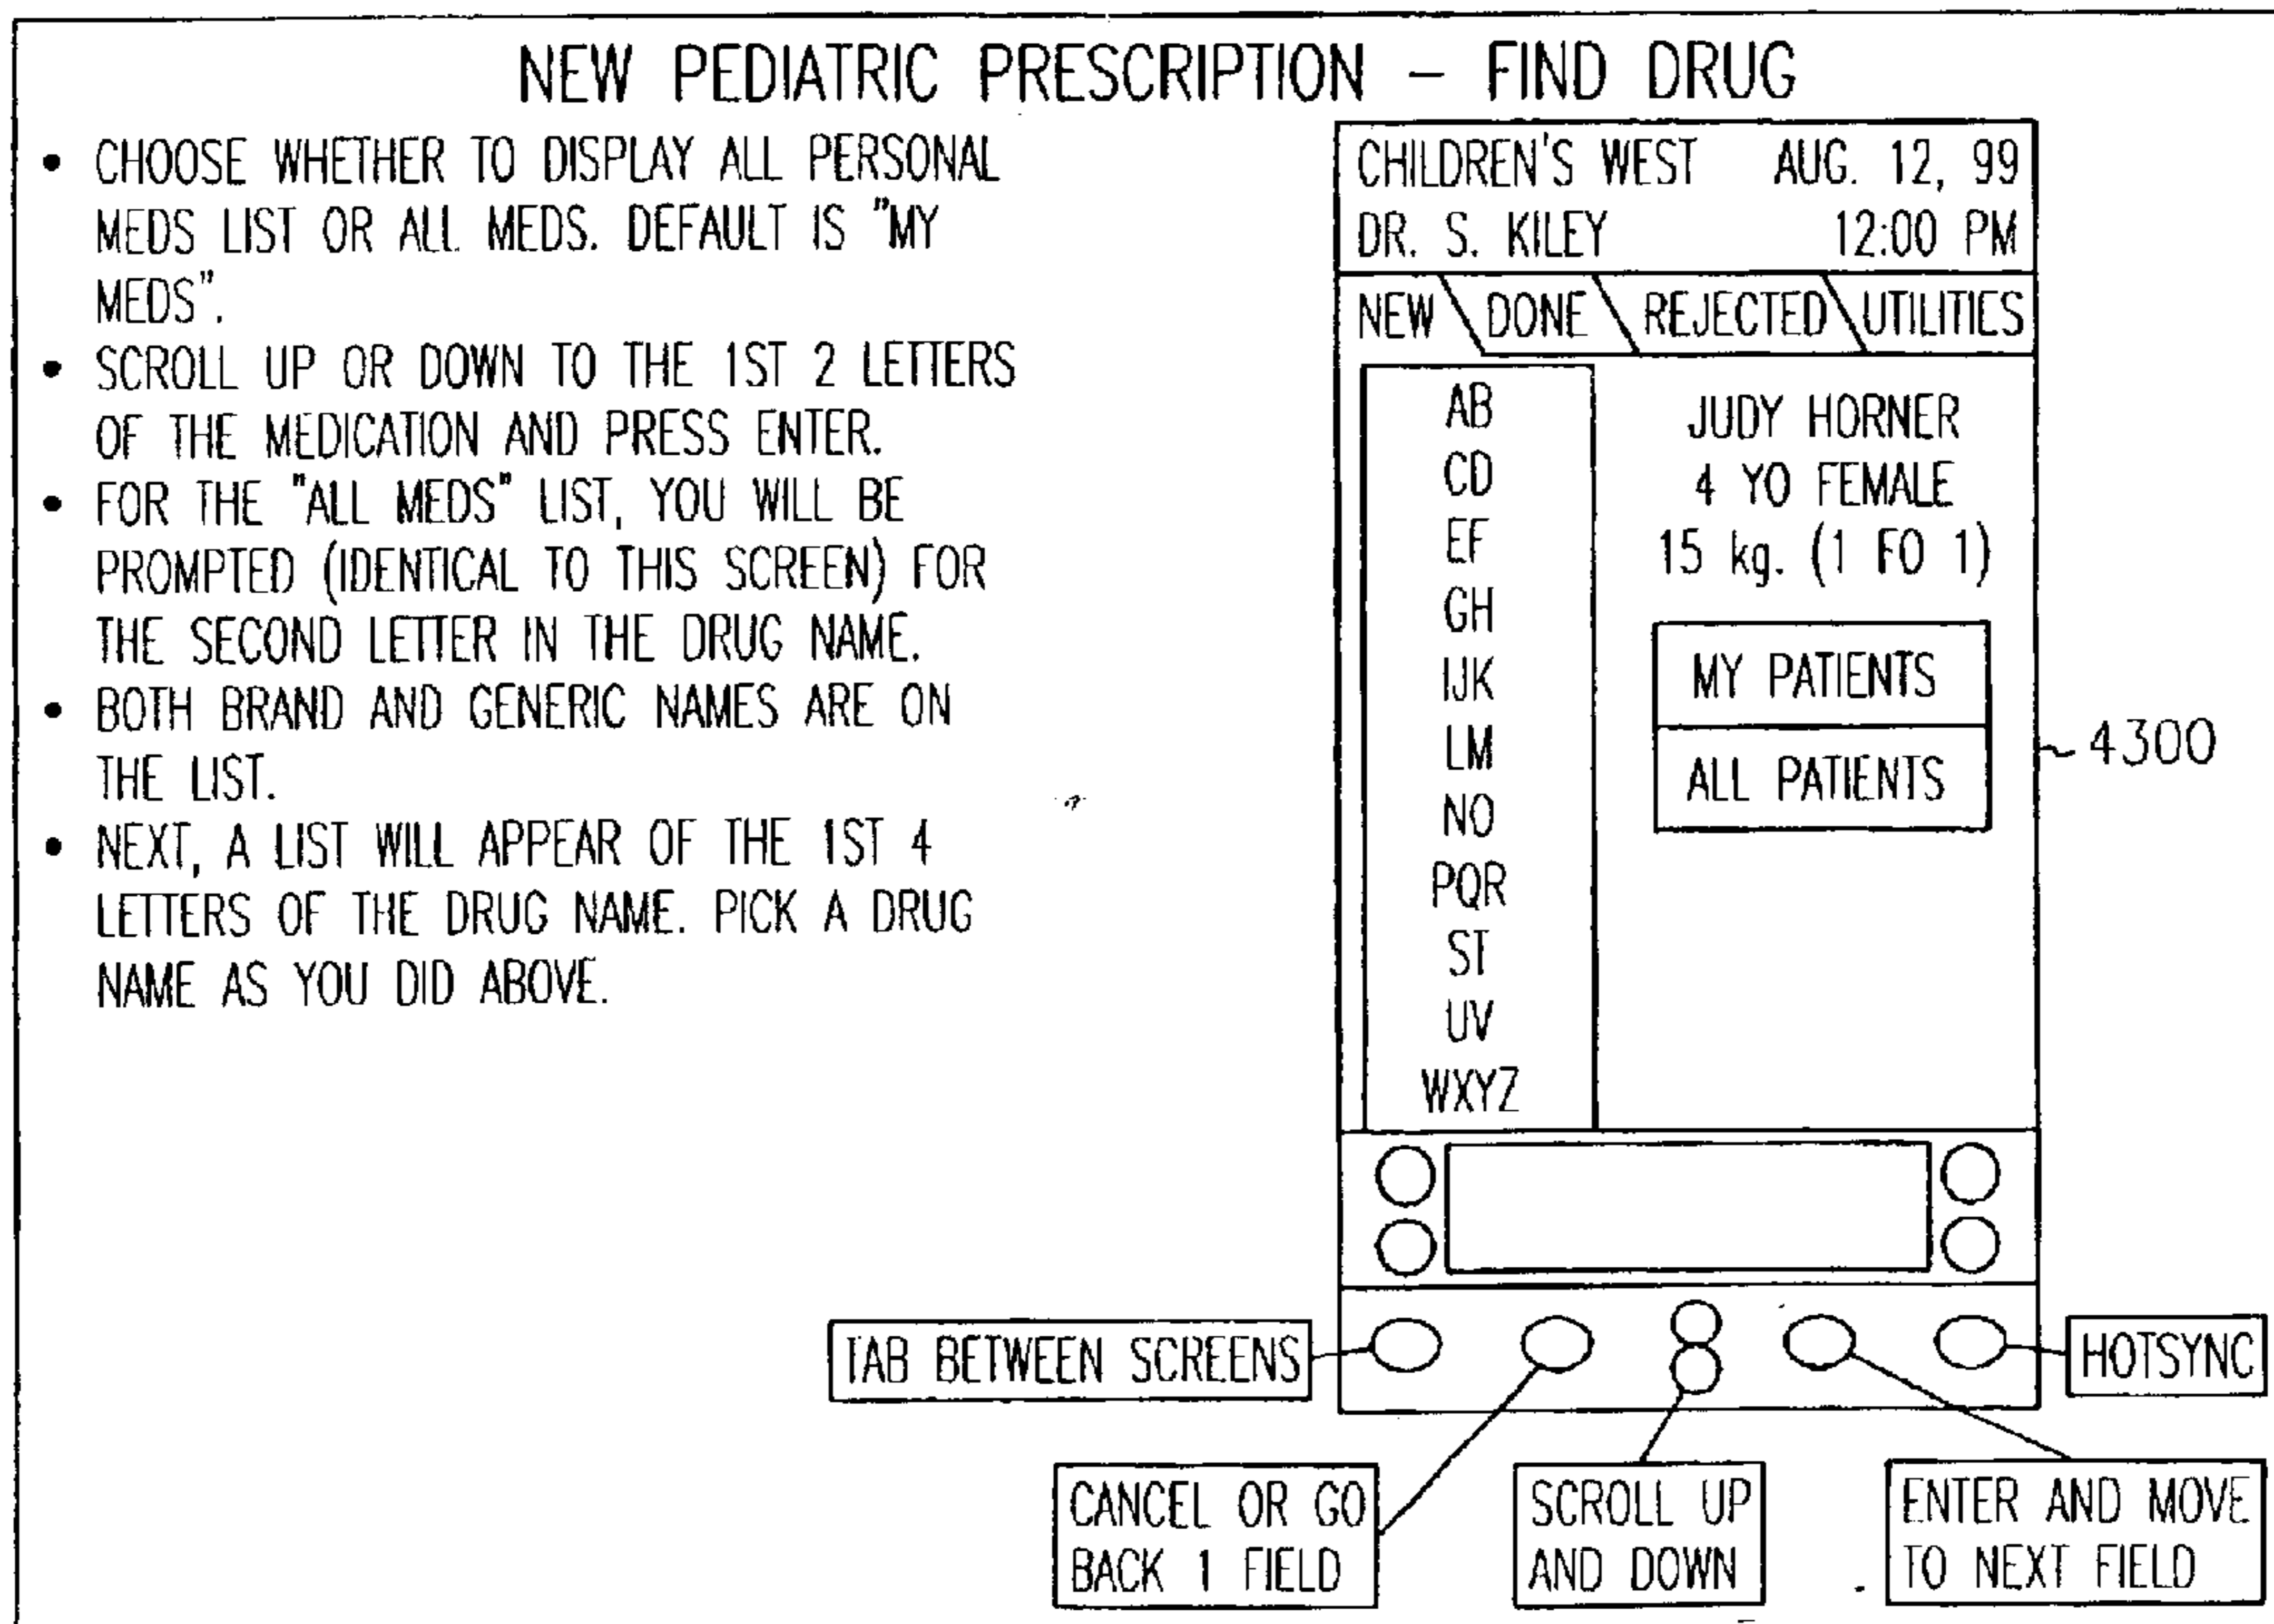 NEW PEDIATRIC PRESCRIPTION – FIND DRUG
• CHOOSE WHETHER TO DISPLAY ALL PERSONAL
MEDS LIST OR ALL MEDS. DEFAULT IS "MY
MEDS".
• SCROLL UP OR DOWN TO THE 1ST 2 LETTERS
OF THE MEDICATION AND PRESS ENTER.
• FOR THE "ALL MEDS" LIST, YOU WILL BE
PROMPTED (IDENTICAL TO THIS SCREEN) FOR
THE SECOND LETTER IN THE DRUG NAME.
• BOTH BRAND AND GENERIC NAMES ARE ON
THE LIST.
• NEXT, A LIST WILL APPEAR OF THE 1ST 4
LETTERS OF THE DRUG NAME. PICK A DRUG
NAME AS YOU DID ABOVE.
CHILDREN'S WEST AUG. 12, 99
DR. S. KILEY 12:00 PM
NEW DONE REJECTED UTILITIES
AB
CD
EF
GH
IJK
LM
NO
PQR
ST
UV
WXYZ
JUDY HORNER
4 YO FEMALE
15 kg. (1 FO 1)
MY PATIENTS
ALL PATIENTS
4300
TAB BETWEEN SCREENS
HOTSYNC
CANCEL OR GO
BACK 1 FIELD
SCROLL UP
AND DOWN
ENTER AND MOVE
TO NEXT FIELD